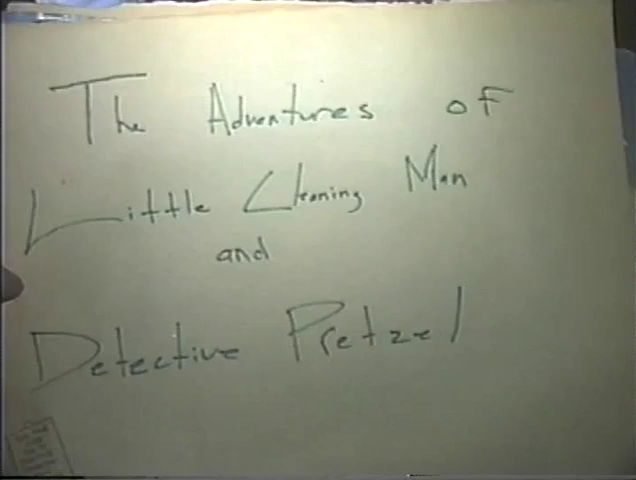 The Adventures of
Little Cleaning Man
and
Detective Pretzel